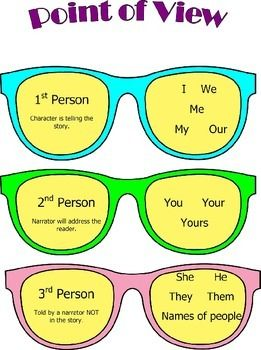 Point of View
1st Person
Character is telling the
story.
I We
Me
My Our
2nd Person
Narrator will address the
reader.
You Your
Yours
3rd Person
Told by a narrator NOT
in the story.
She He
They Them
Names of people